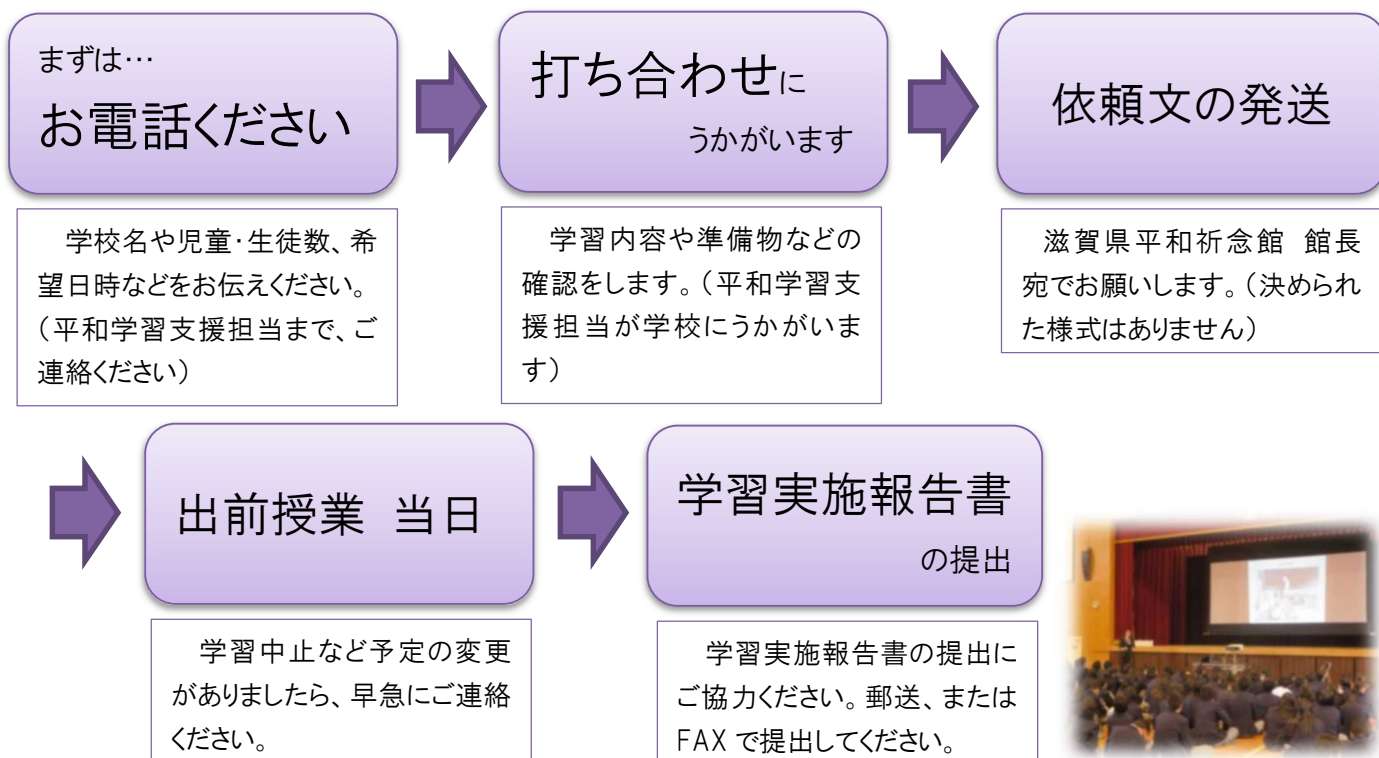 まずは…
お電話ください
打ち合わせに
うかがいます
依頼文の発送
学校名や児童・生徒数、希
望日時などをお伝えください。
(平和学習支援担当まで、ご
連絡ください)
学習内容や準備物などの
確認をします。(平和学習支
援担当が学校にうかがいま
す)
滋賀県平和祈念館 館長
宛でお願いします。(決められ
た様式はありません)
出前授業 当日
学習実施報告書
の提出
学習中止など予定の変更
がありましたら、早急にご連絡
ください。
学習実施報告書の提出に
ご協力ください。郵送、または
FAX で提出してください。